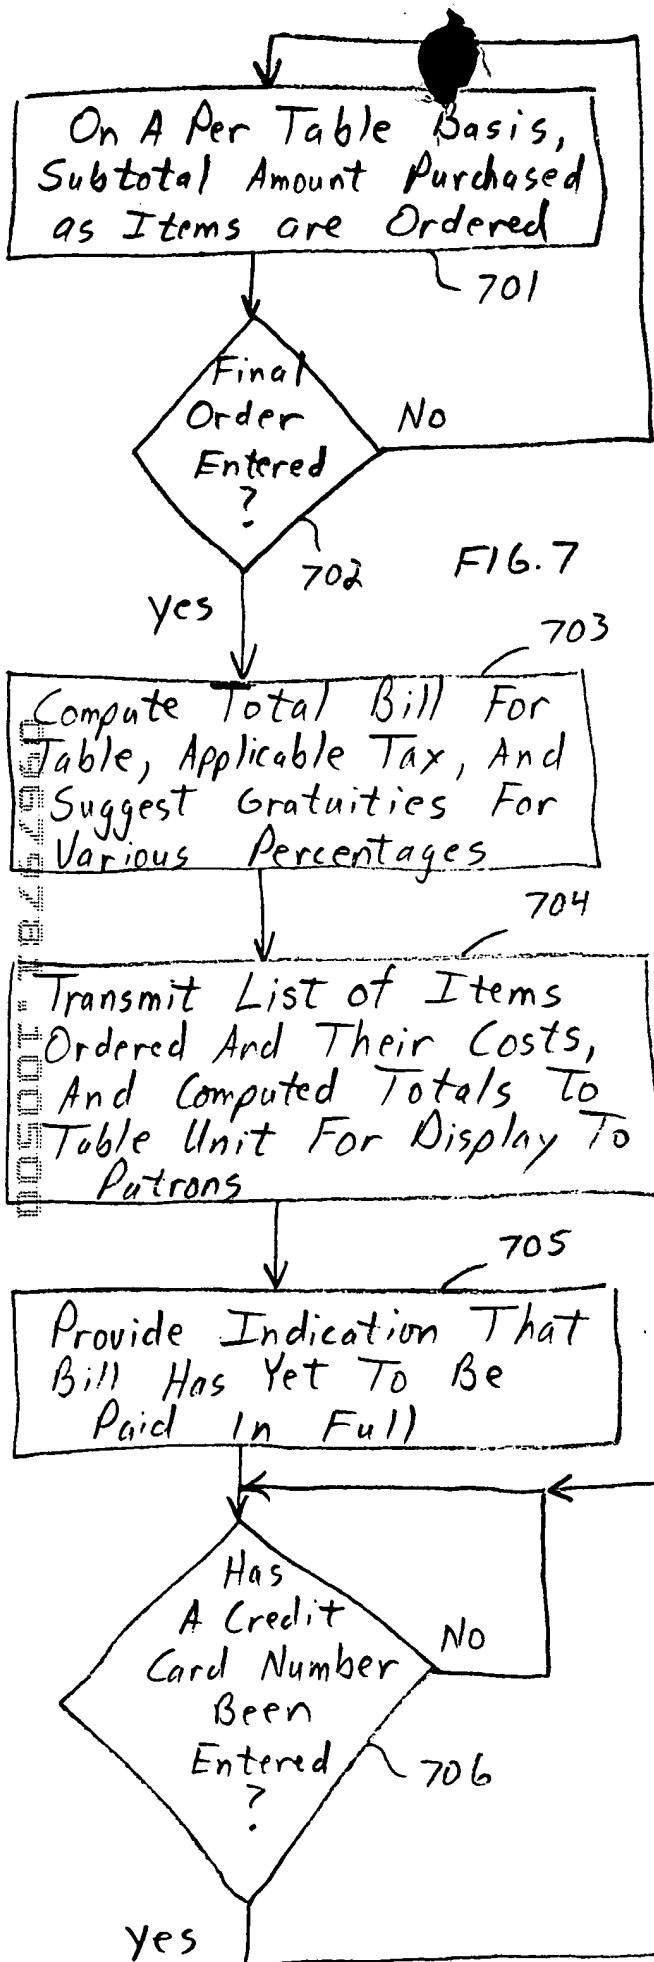 On A Per Table Basis,
Subtotal Amount Purchased
as Items are Ordered
701
Final
Order
Entered
?
No
702
FIG. 7
yes
703
Compute Total Bill For
Table, Applicable Tax, And
Suggest Gratuities For
Various Percentages
704
Transmit List of Items
Ordered And Their Costs,
And Computed Totals To
Table Unit For Display To
Patrons
705
Provide Indication That
Bill Has Yet To Be
Paid In Full
Has
A Credit
Card Number
Been
Entered
?
No
706
yes